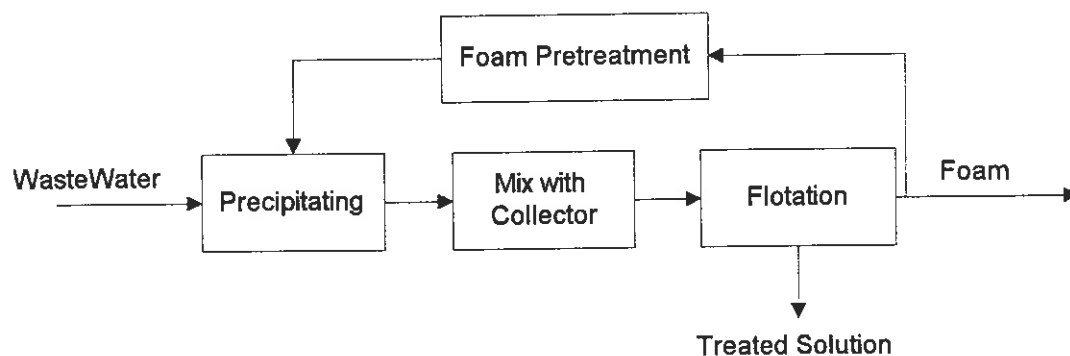 Foam Pretreatment
WasteWater
Precipitating
Mix with
Collector
Flotation
Foam
Treated Solution